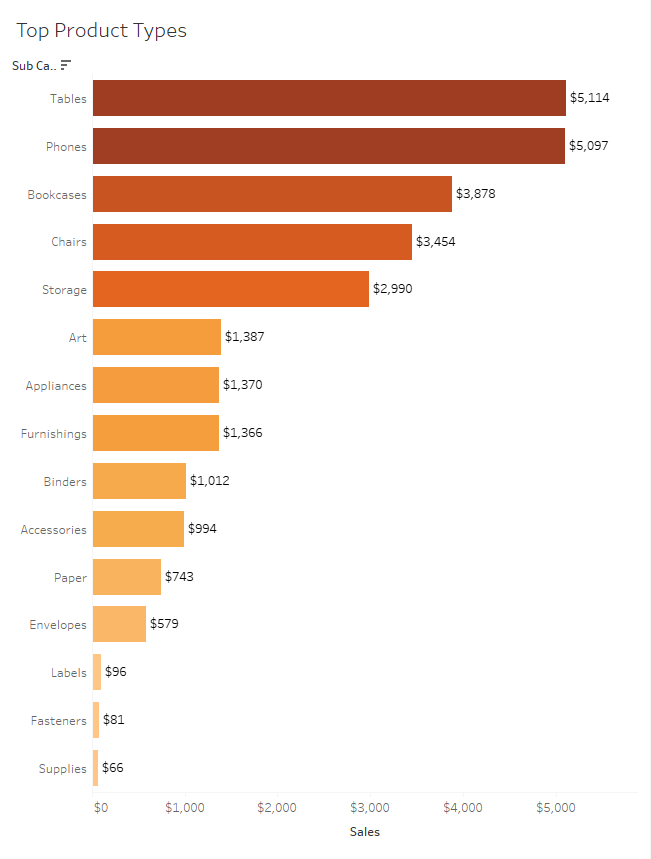 Top Product Types
Sub Ca..
Tables $5,114
Phones $5,097
Bookcases $3,878
Chairs $3,454
Storage $2,990
Art $1,387
Appliances $1,370
Furnishings $1,366
Binders $1,012
Accessories $994
Paper $743
Envelopes $579
Labels $96
Fasteners $81
Supplies $66
$0 $1,000 $2,000 $3,000 $4,000 $5,000
Sales